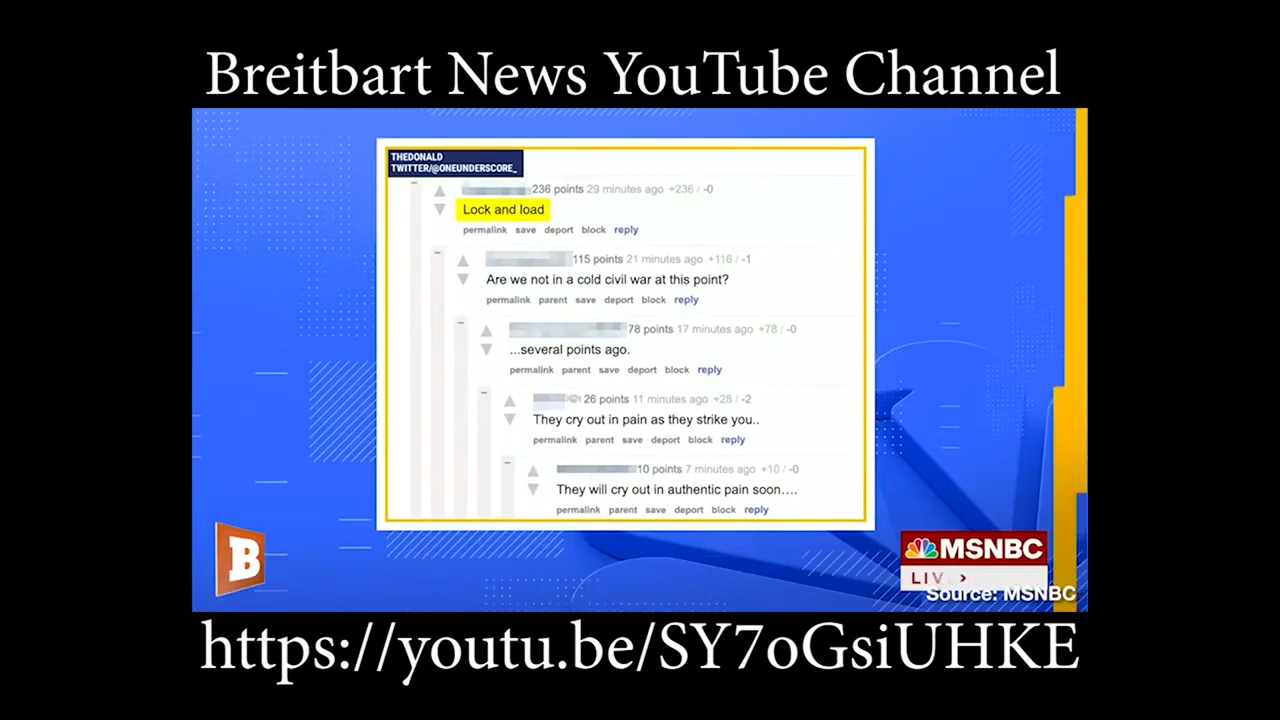 Breitbart News YouTube Channel
THEDONALD
TWITTER/@ONEUNDERSCORE_
236 points 29 minutes ago +236 / -0
Lock and load
permalink save deport block reply
115 points 21 minutes ago +116 / -1
Are we not in a cold civil war at this point?
permalink parent save deport block reply
78 points 17 minutes ago +78 / -0
...several points ago.
permalink parent save deport block reply
26 points 11 minutes ago +28 / -2
They cry out in pain as they strike you..
permalink parent save deport block reply
10 points 7 minutes ago +10 / -0
They will cry out in authentic pain soon....
permalink parent save deport block reply
B
MSNBC
LIV
Source: MSNBC
https://youtu.be/SY7oGsiUHKE